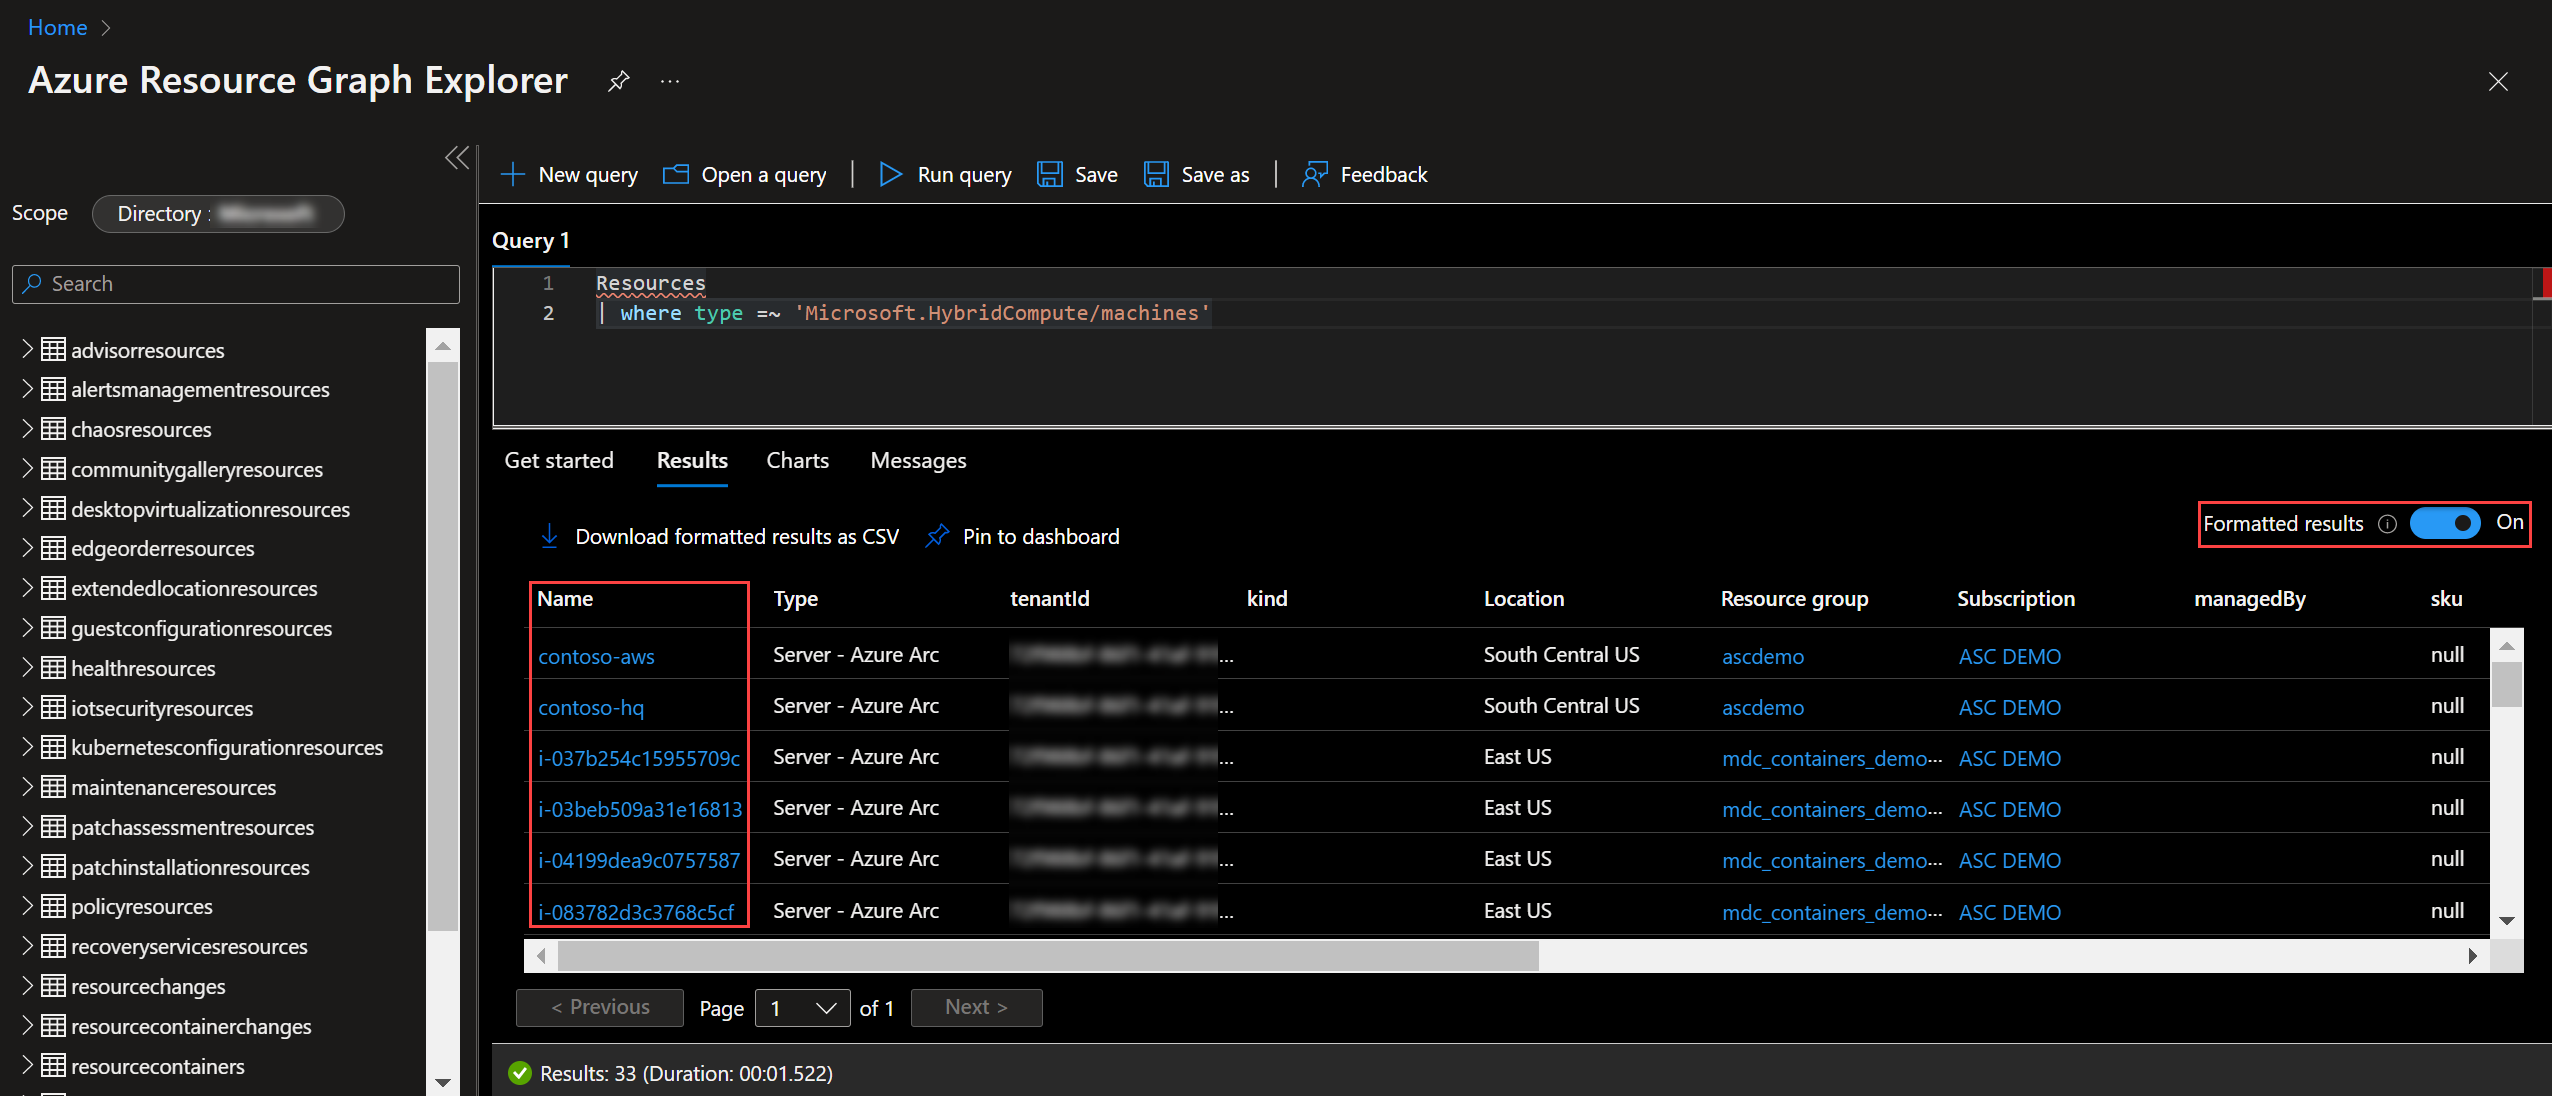 Home
Azure Resource Graph Explorer
Scope
Directory :
Search
advisorresources
alertsmanagementresources
chaosresources
communitygalleryresources
desktopvirtualizationresources
edgeorderresources
extendedlocationresources
guestconfigurationresources
healthresources
iotsecurityresources
kubernetesconfigurationresources
maintenanceresources
patchassessmentresources
patchinstallationresources
policyresources
recoveryservicesresources
resourcechanges
resourcecontainerchanges
resourcecontainers
New query Open a query | Run query Save Save as | Feedback
Query 1
1 Resources
2 | where type =~ 'Microsoft.HybridCompute/machines'
Get started Results Charts Messages
Download formatted results as CSV Pin to dashboard
Formatted results On
Name Type tenantId kind Location Resource group Subscription managedBy sku
contoso-aws Server - Azure Arc ... South Central US ascdemo ASC DEMO null
contoso-hq Server - Azure Arc ... South Central US ascdemo ASC DEMO null
i-037b254c15955709c Server - Azure Arc ... East US mdc_containers_demo... ASC DEMO null
i-03beb509a31e16813 Server - Azure Arc ... East US mdc_containers_demo... ASC DEMO null
i-04199dea9c0757587 Server - Azure Arc ... East US mdc_containers_demo... ASC DEMO null
i-083782d3c3768c5cf Server - Azure Arc ... East US mdc_containers_demo... ASC DEMO null
< Previous Page 1 of 1 Next >
Results: 33 (Duration: 00:01.522)